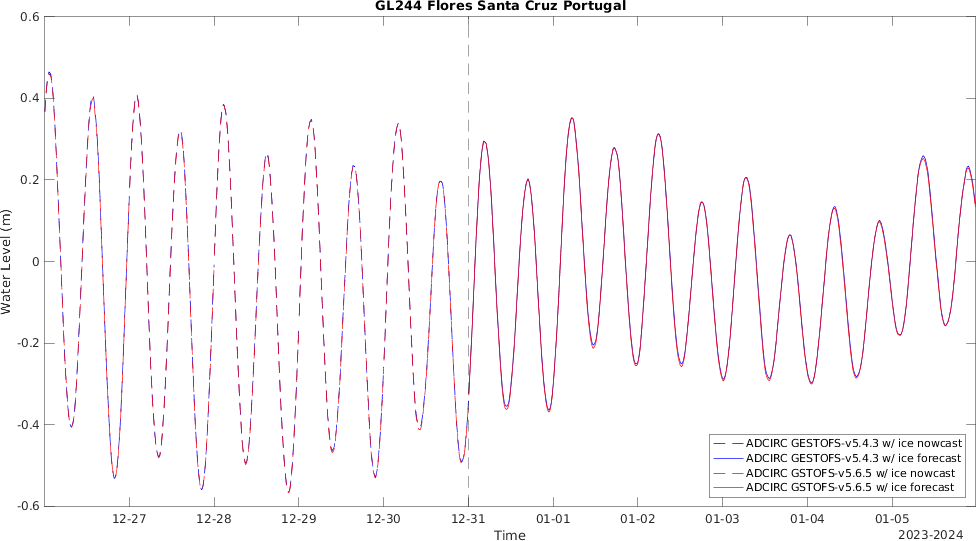 GL244 Flores Santa Cruz Portugal
0.6
0.4
0.2
0
-0.2
-0.4
-0.6
Water Level (m)
12-27 12-28 12-29 12-30 12-31 01-01 01-02 01-03 01-04 01-05
Time
2023-2024
ADCIRC GESTOFS-v5.4.3 w/ ice nowcast
ADCIRC GESTOFS-v5.4.3 w/ ice forecast
ADCIRC GSTOFS-v5.6.5 w/ ice nowcast
ADCIRC GSTOFS-v5.6.5 w/ ice forecast